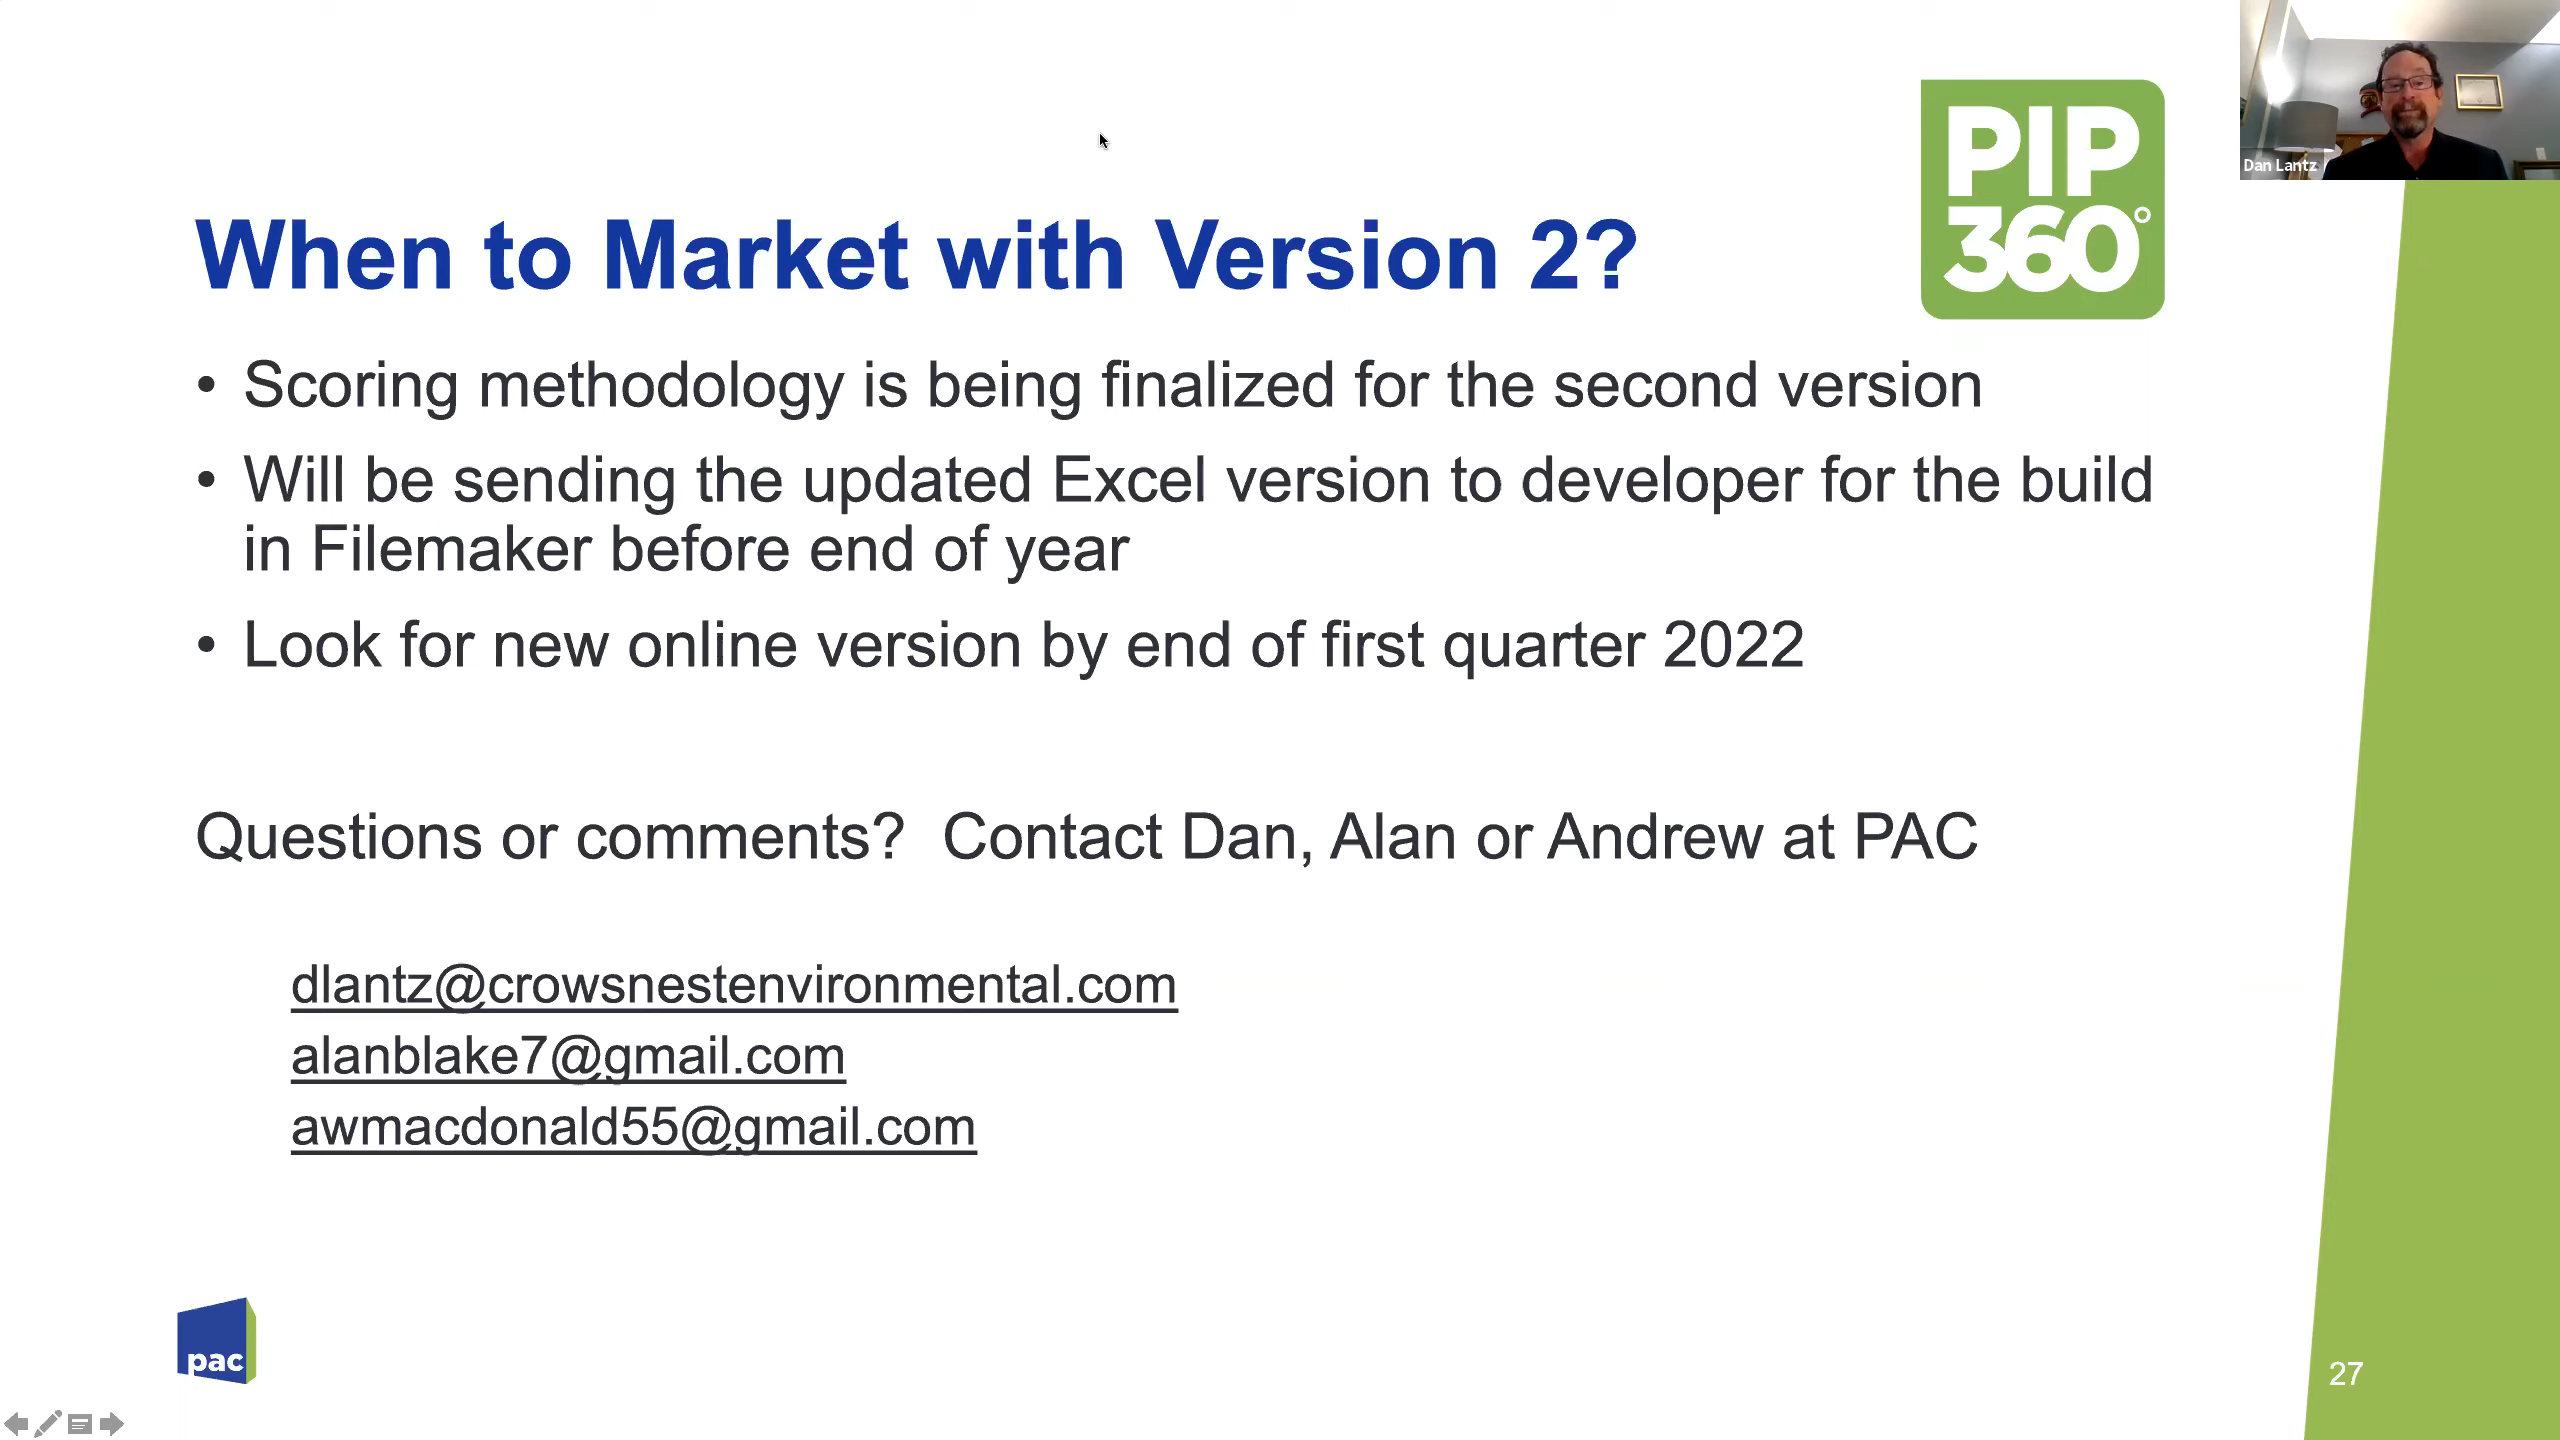 Dan Lantz
PIP
360°
When to Market with Version 2?
• Scoring methodology is being finalized for the second version
• Will be sending the updated Excel version to developer for the build
in Filemaker before end of year
• Look for new online version by end of first quarter 2022
Questions or comments?  Contact Dan, Alan or Andrew at PAC
dlantz@crowsnestenvironmental.com
alanblake7@gmail.com
awmacdonald55@gmail.com
pac
27